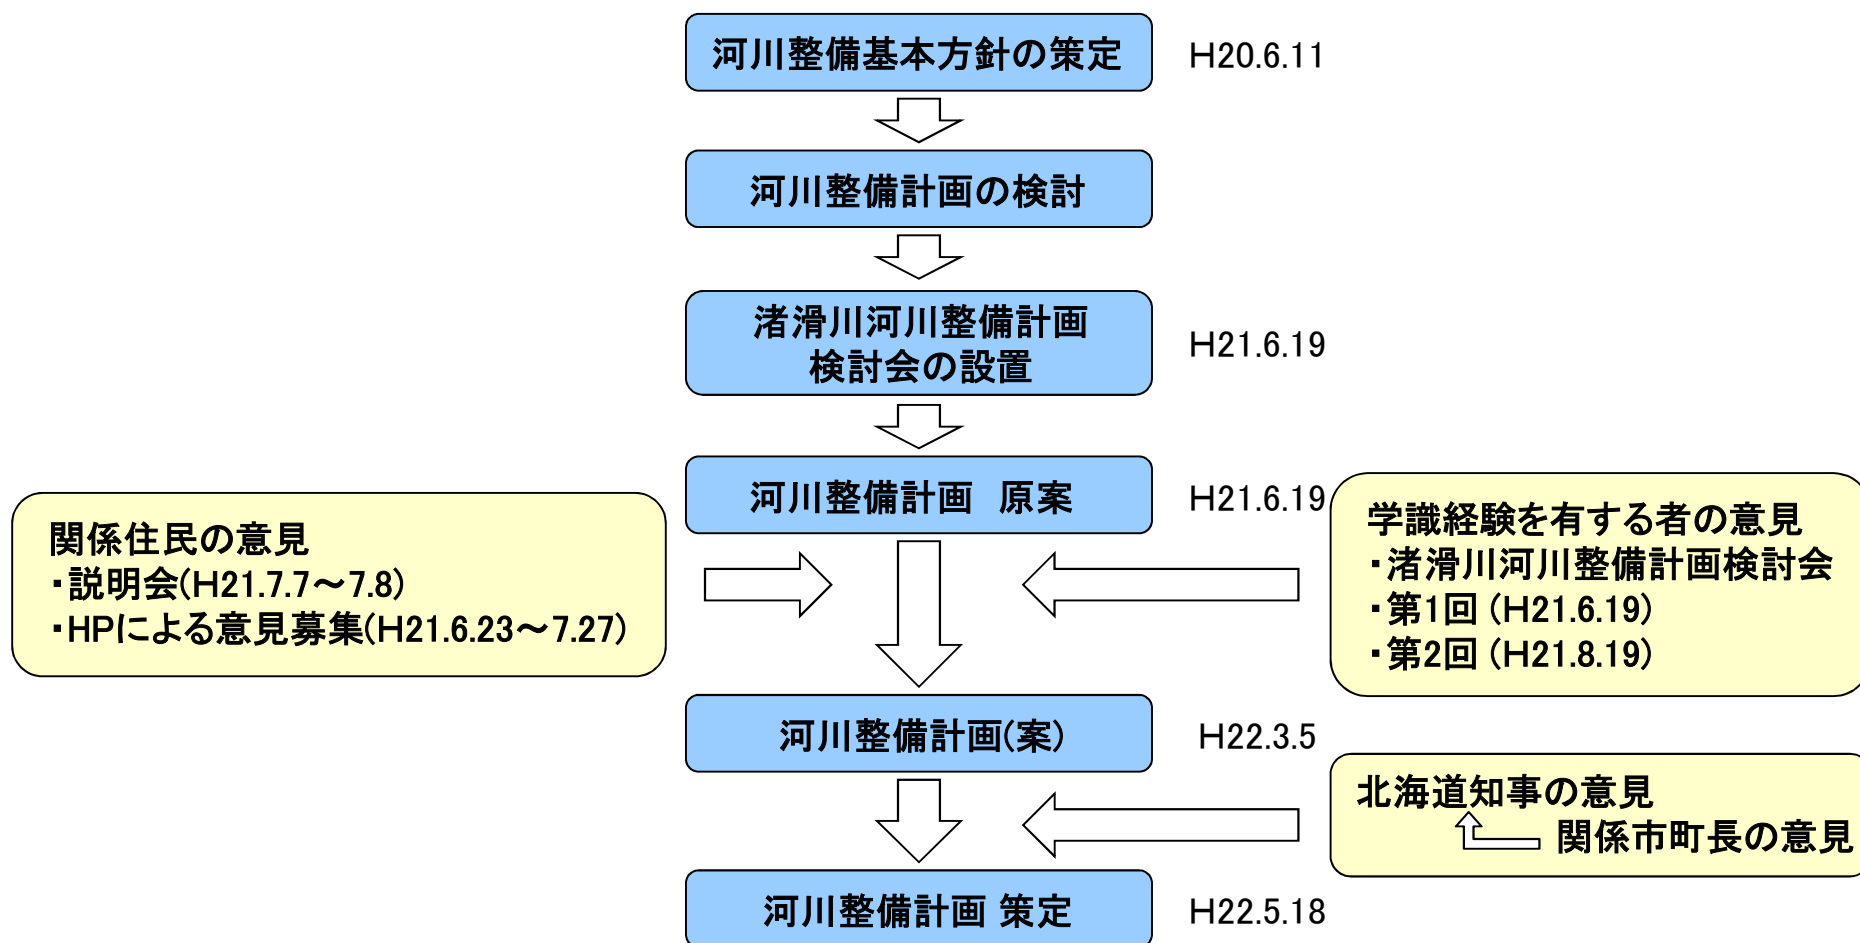 河川整備基本方針の策定 H20.6.11
河川整備計画の検討
渚滑川河川整備計画
検討会の設置
H21.6.19
河川整備計画 原案 H21.6.19
関係住民の意見
・説明会(H21.7.7～7.8)
・HPによる意見募集(H21.6.23～7.27)
学識経験を有する者の意見
・渚滑川河川整備計画検討会
・第1回 (H21.6.19)
・第2回 (H21.8.19)
河川整備計画(案) H22.3.5
北海道知事の意見
関係市町長の意見
河川整備計画 策定 H22.5.18